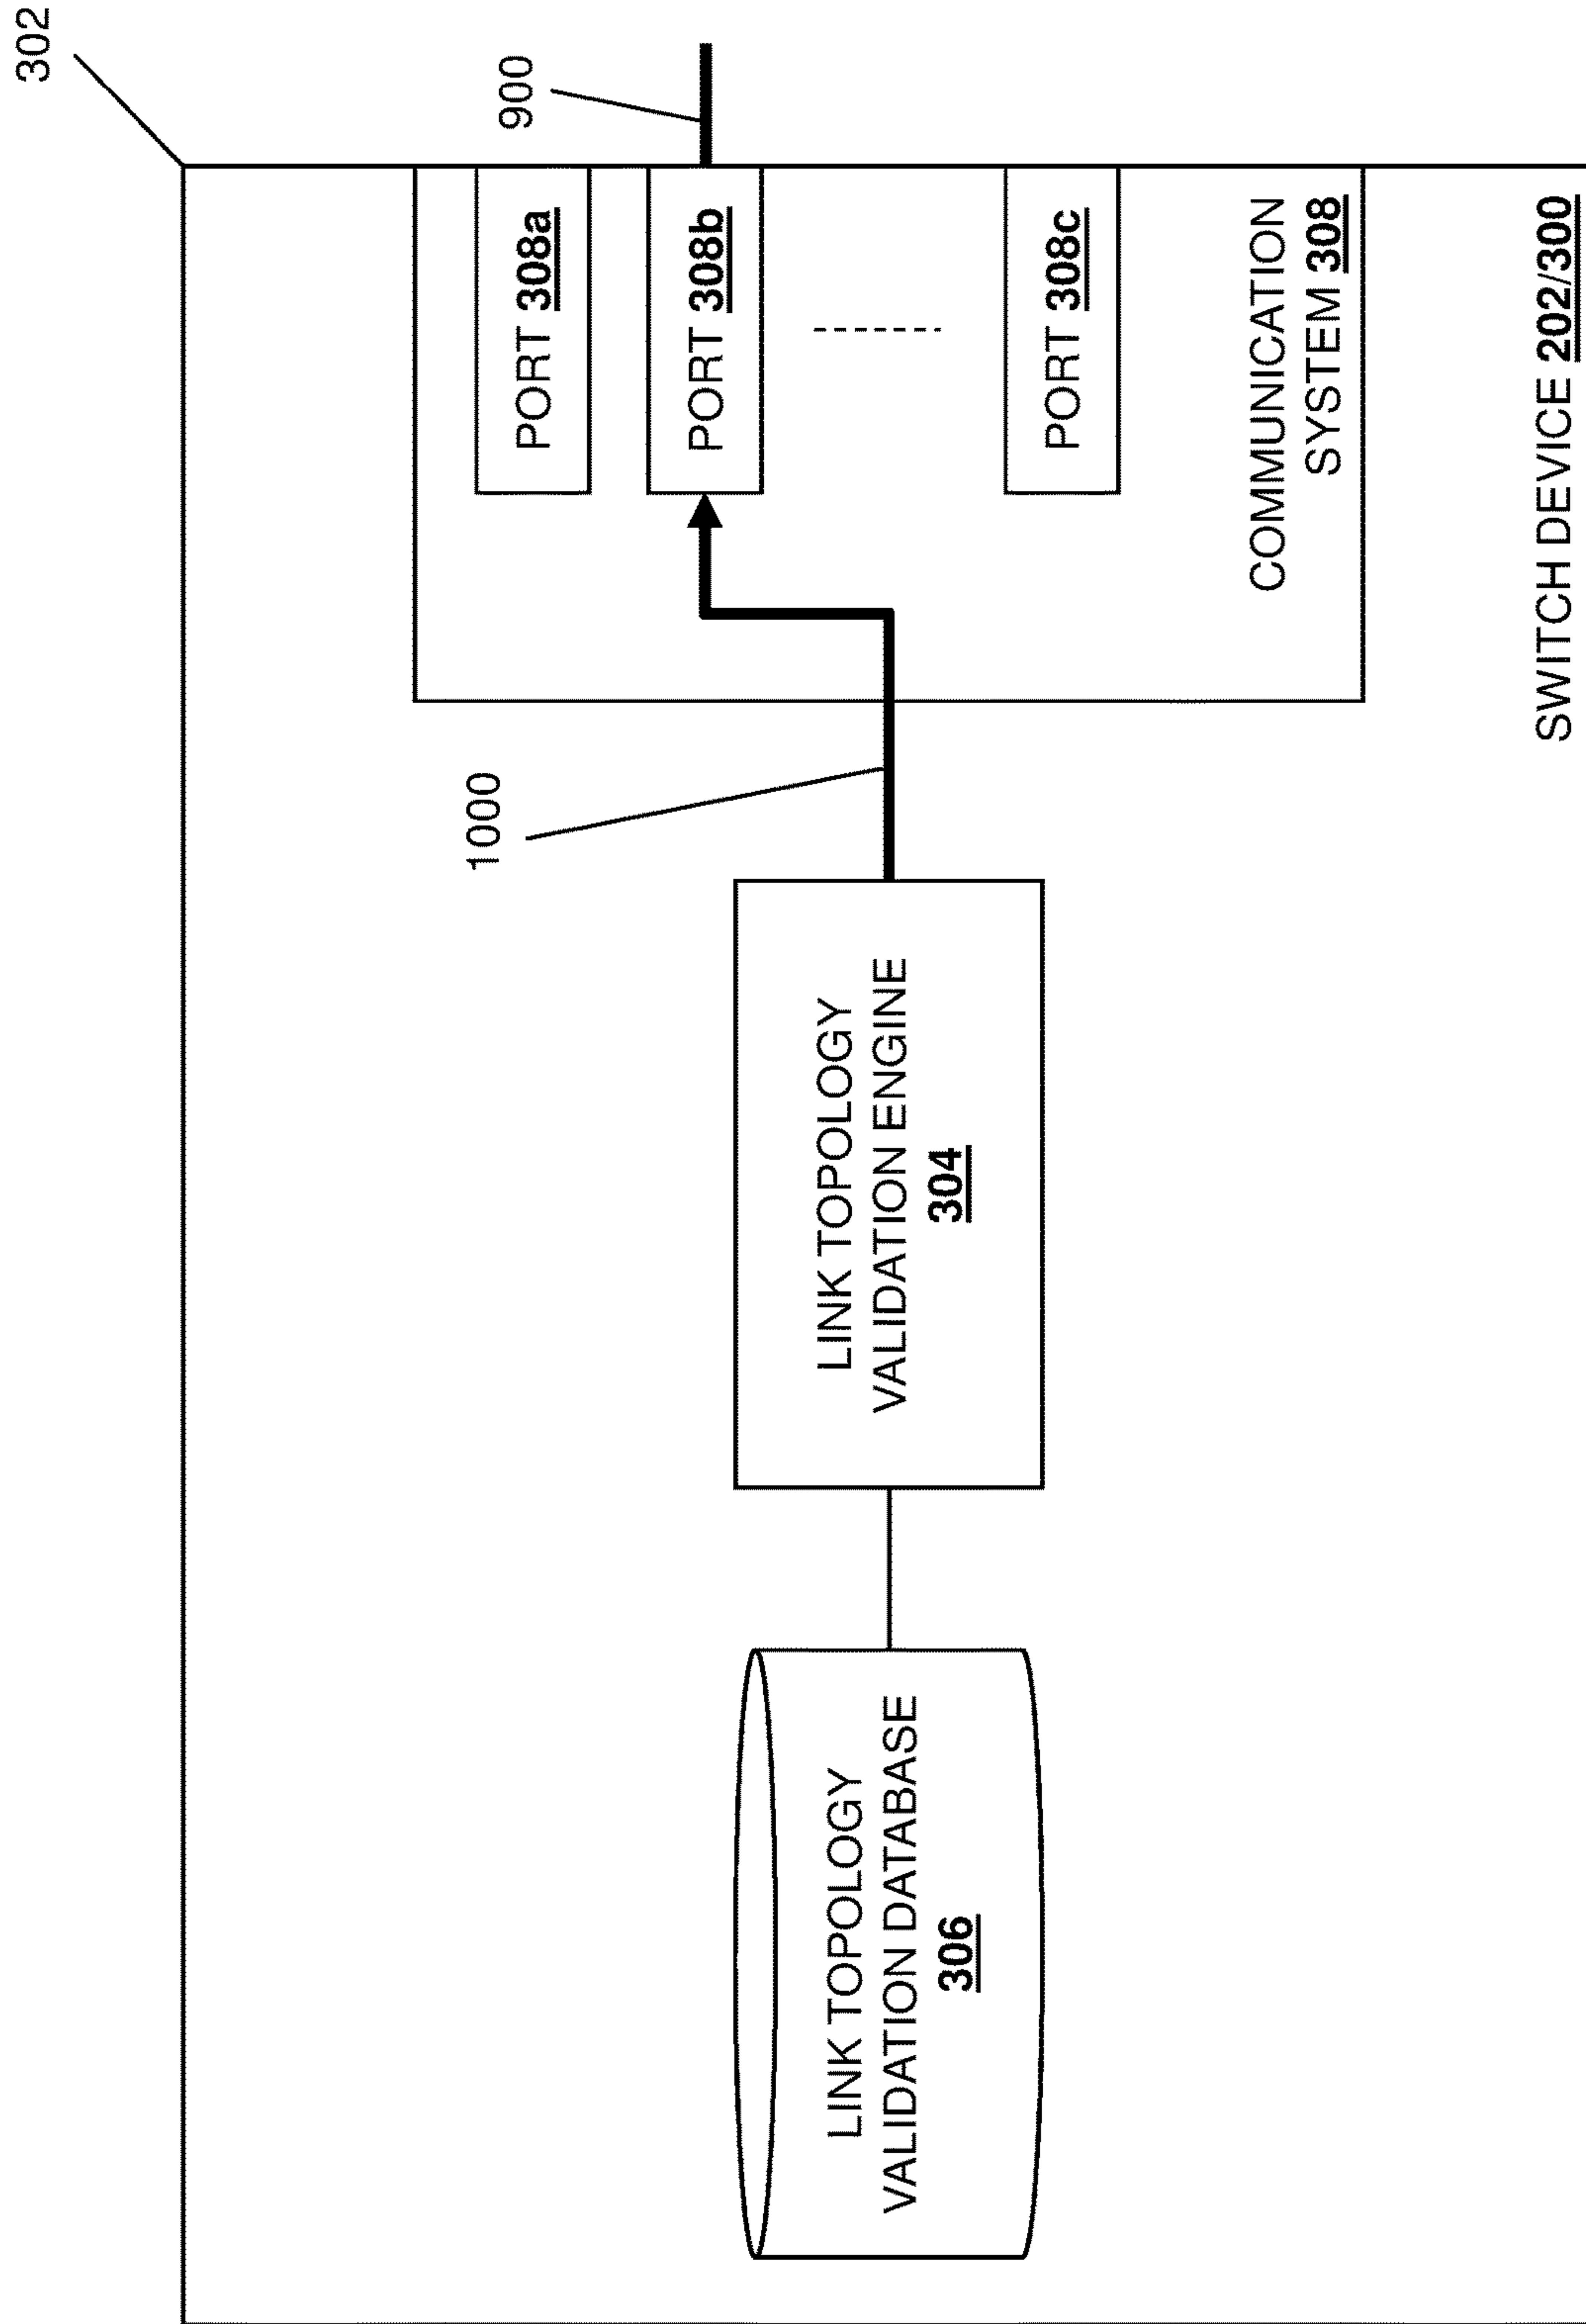 302
900
PORT 308a
PORT 308b
PORT 308c
COMMUNICATION
SYSTEM 308
1000
LINK TOPOLOGY
VALIDATION ENGINE
304
LINK TOPOLOGY
VALIDATION DATABASE
306
SWITCH DEVICE 202/300